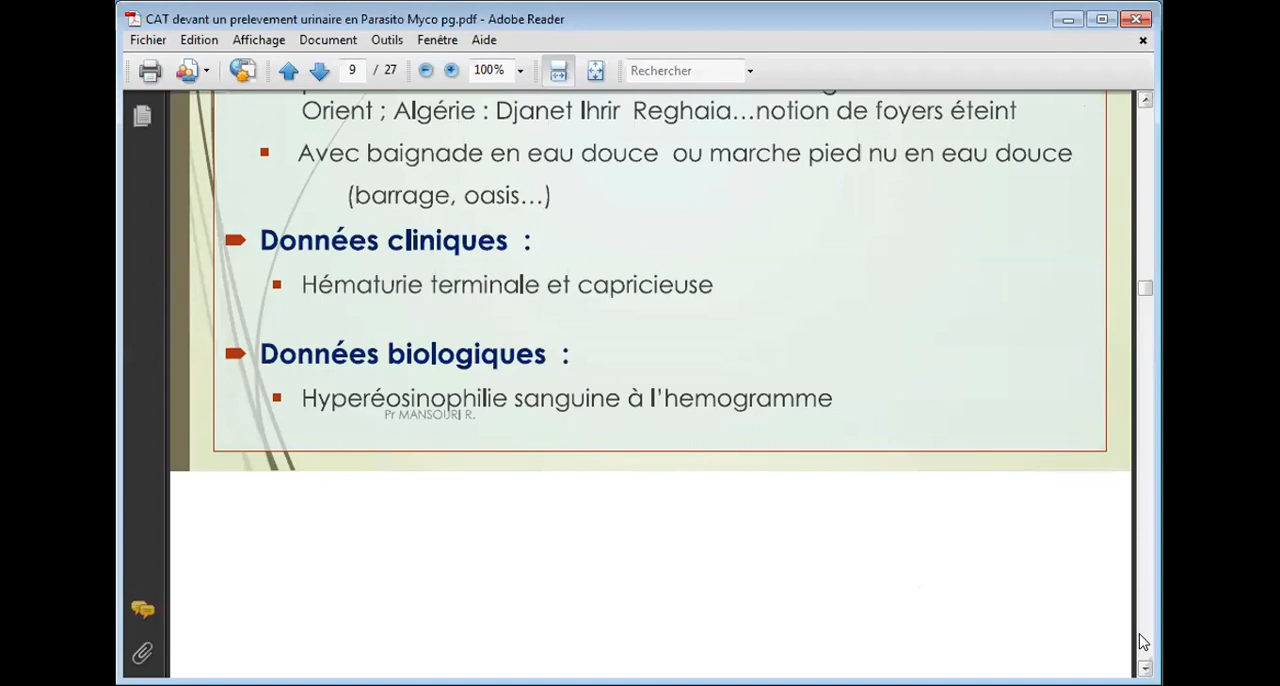 CAT devant un prelevement urinaire en Parasito Myco pg.pdf - Adobe Reader
Fichier Edition Affichage Document Outils Fenêtre Aide
9 / 27 100% Rechercher
Orient ; Algérie : Djanet Ihrir Reghaia...notion de foyers éteint
Avec baignade en eau douce ou marche pied nu en eau douce
(barrage, oasis...)
Données cliniques :
Hématurie terminale et capricieuse
Données biologiques :
Hyperéosinophilie sanguine à l'hemogramme
Pr MANSOURI R.